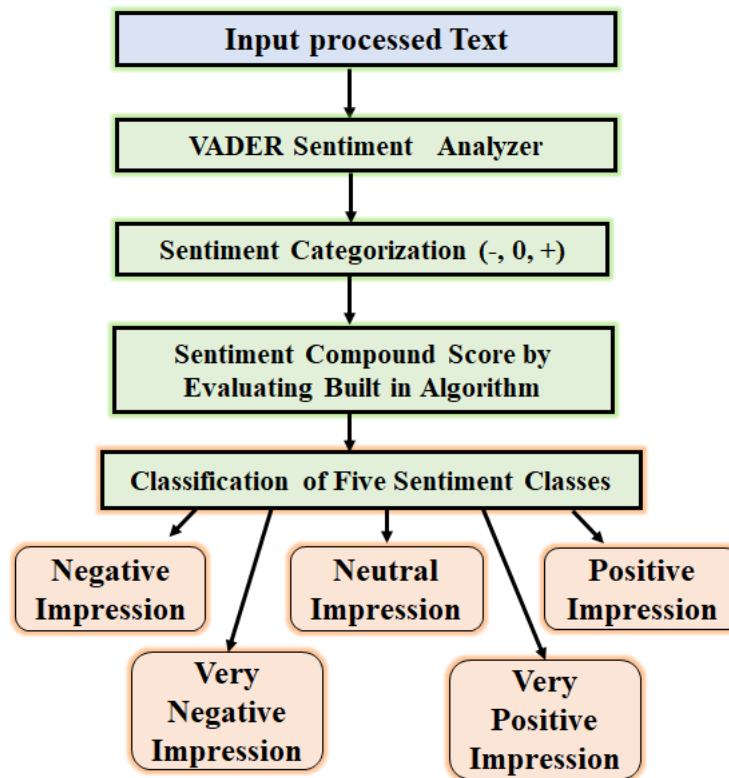 Input processed Text
VADER Sentiment Analyzer
Sentiment Categorization (-, 0, +)
Sentiment Compound Score by
Evaluating Built in Algorithm
Classification of Five Sentiment Classes
Negative
Impression
Neutral
Impression
Positive
Impression
Very
Negative
Impression
Very
Positive
Impression